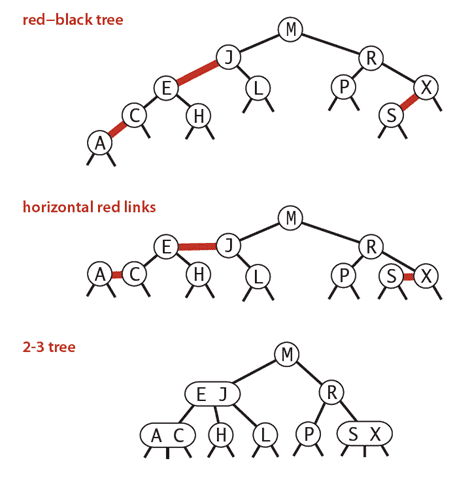 red–black tree
M
J R
E L P X
C H S
A
horizontal red links
M
E J R
A C H L P S X
2-3 tree
M
E J R
A C H L P S X